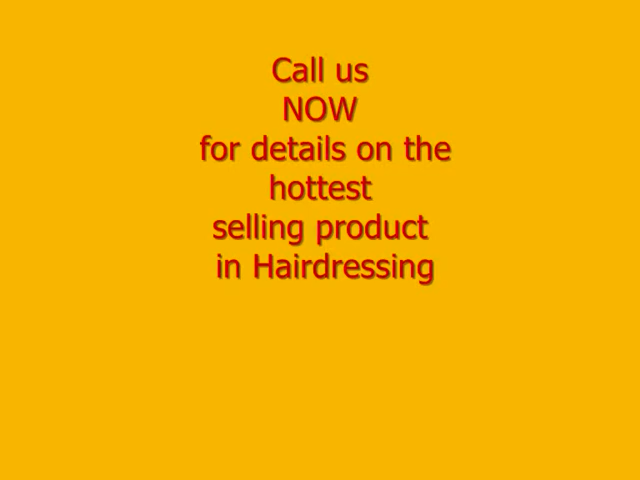 Call us
NOW
for details on the
hottest
selling product
in Hairdressing